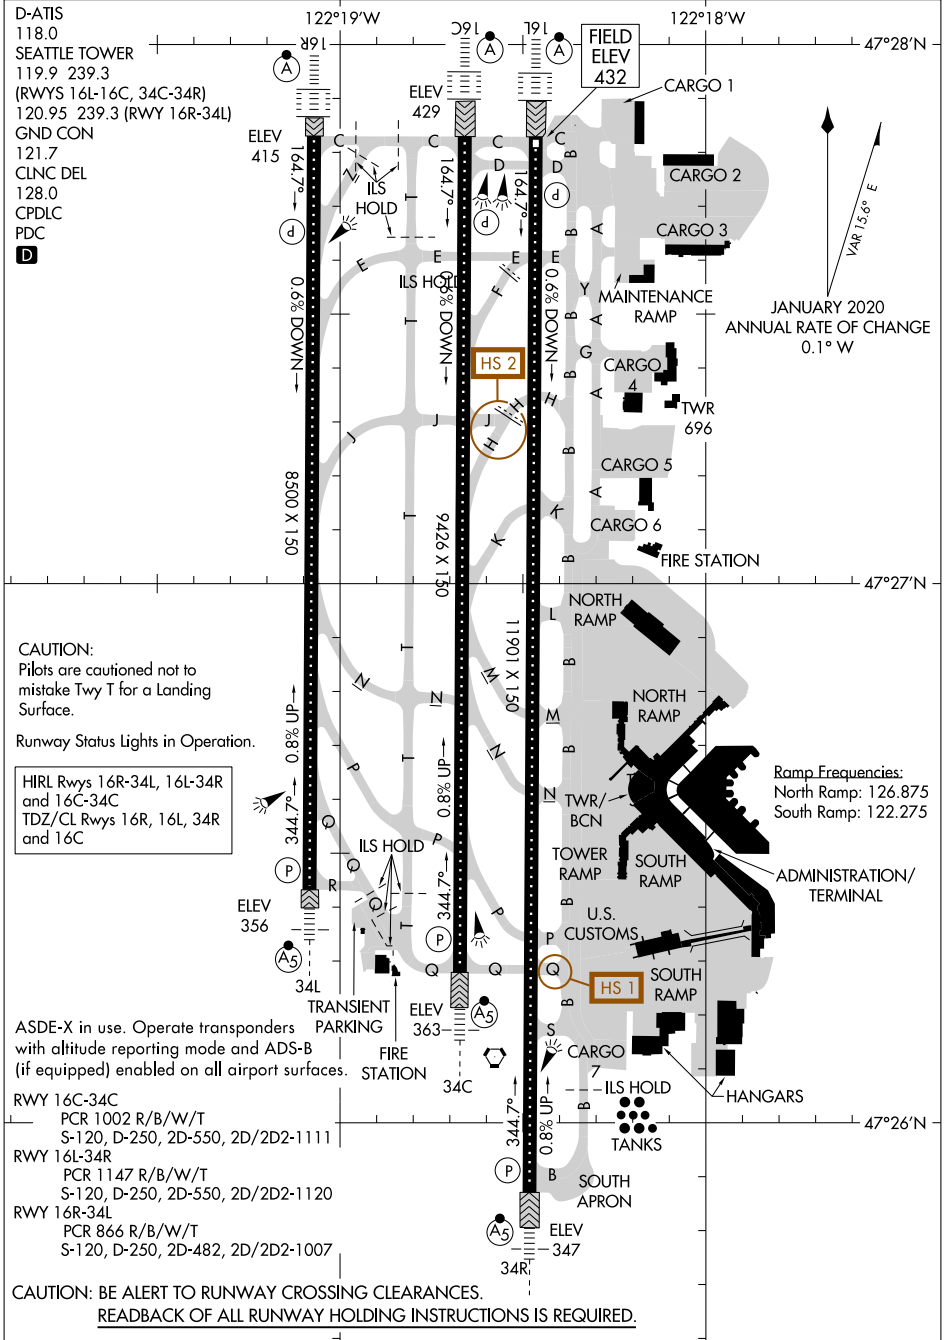 D-ATIS
118.0
SEATTLE TOWER
119.9 239.3
(RWYS 16L-16C, 34C-34R)
120.95 239.3 (RWY 16R-34L)
GND CON
121.7
CLNC DEL
128.0
CPDLC
PDC
D
122°19'W
122°18'W
16R
16C
16L
A
A
A
FIELD
ELEV
432
47°28'N
CARGO 1
ELEV
429
ELEV
415
C
C
C
C
B
D
D
CARGO 2
164.7°
164.7°
164.7°
Z
ILS
HOLD
T
P
P
P
B
A
CARGO 3
VAR 15.6° E
E
E
E
E
ILS HOLD
F
Y
MAINTENANCE
RAMP
JANUARY 2020
ANNUAL RATE OF CHANGE
0.1° W
0.6% DOWN
0.6% DOWN
0.6% DOWN
T
B
A
G
HS 2
CARGO
4
B
A
H
H
H
J
J
J
TWR
696
B
CARGO 5
A
8500 X 150
9426 X 150
T
K
K
CARGO 6
FIRE STATION
B
47°27'N
NORTH
RAMP
L
11901 X 150
CAUTION:
Pilots are cautioned not to
mistake Twy T for a Landing
Surface.
T
B
N
N
M
M
N
NORTH
RAMP
Runway Status Lights in Operation.
0.8% UP
0.8% UP
T
B
P
HIRL Rwys 16R-34L, 16L-34R
and 16C-34C
TDZ/CL Rwys 16R, 16L, 34R
and 16C
Ramp Frequencies:
North Ramp: 126.875
South Ramp: 122.275
N
TWR/
BCN
344.7°
Q
P
ILS HOLD
TOWER
RAMP
SOUTH
RAMP
ADMINISTRATION/
TERMINAL
P
Q
R
344.7°
Q
T
P
B
ELEV
356
U.S.
CUSTOMS
P
P
A5
34L
Q
Q
Q
HS 1
SOUTH
RAMP
TRANSIENT
PARKING
FIRE
STATION
ELEV
363
A5
B
S
34C
CARGO
7
ASDE-X in use. Operate transponders
with altitude reporting mode and ADS-B
(if equipped) enabled on all airport surfaces.
ILS HOLD
HANGARS
B
TANKS
47°26'N
344.7°
0.8% UP
RWY 16C-34C
PCR 1002 R/B/W/T
S-120, D-250, 2D-550, 2D/2D2-1111
RWY 16L-34R
PCR 1147 R/B/W/T
S-120, D-250, 2D-550, 2D/2D2-1120
RWY 16R-34L
PCR 866 R/B/W/T
S-120, D-250, 2D-482, 2D/2D2-1007
P
B
SOUTH
APRON
A5
ELEV
347
34R
CAUTION: BE ALERT TO RUNWAY CROSSING CLEARANCES.
READBACK OF ALL RUNWAY HOLDING INSTRUCTIONS IS REQUIRED.